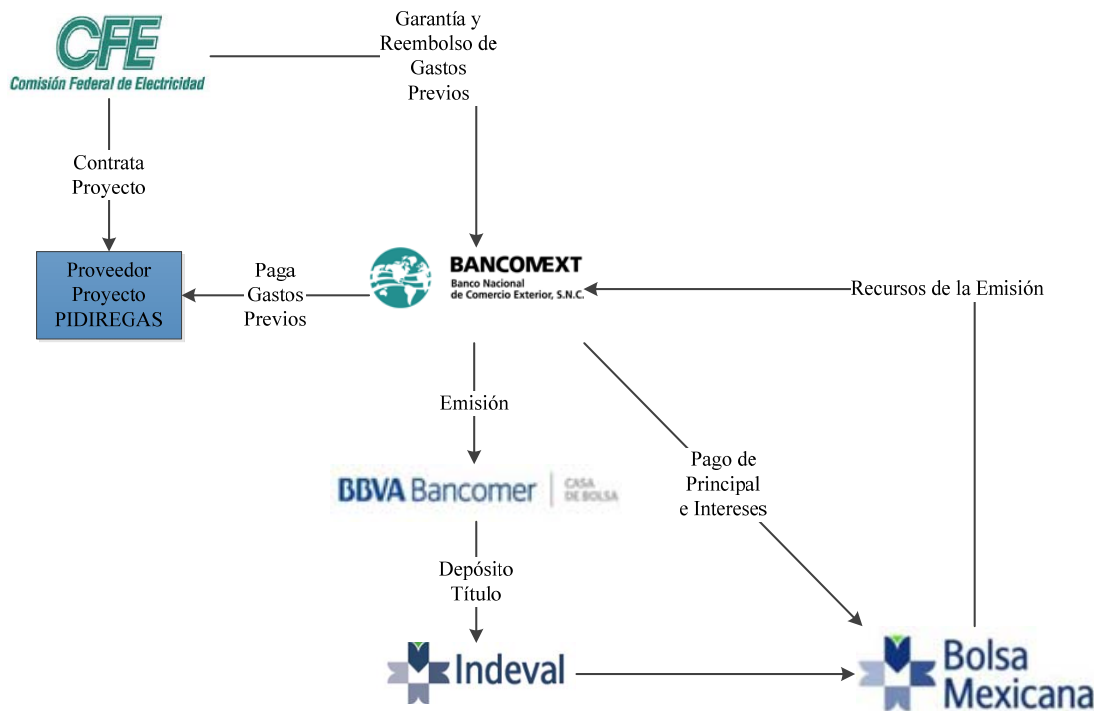 CFE
Comisión Federal de Electricidad
Garantía y
Reembolso de
Gastos
Previos
Contrata
Proyecto
Proveedor
Proyecto
PIDIREGAS
Paga
Gastos
Previos
BANCOMEXT
Banco Nacional
de Comercio Exterior, S.N.C.
Recursos de la Emisión
Emisión
Pago de
Principal
e Intereses
BBVA Bancomer
CASA
DE BOLSA
Depósito
Título
Indeval
Bolsa
Mexicana